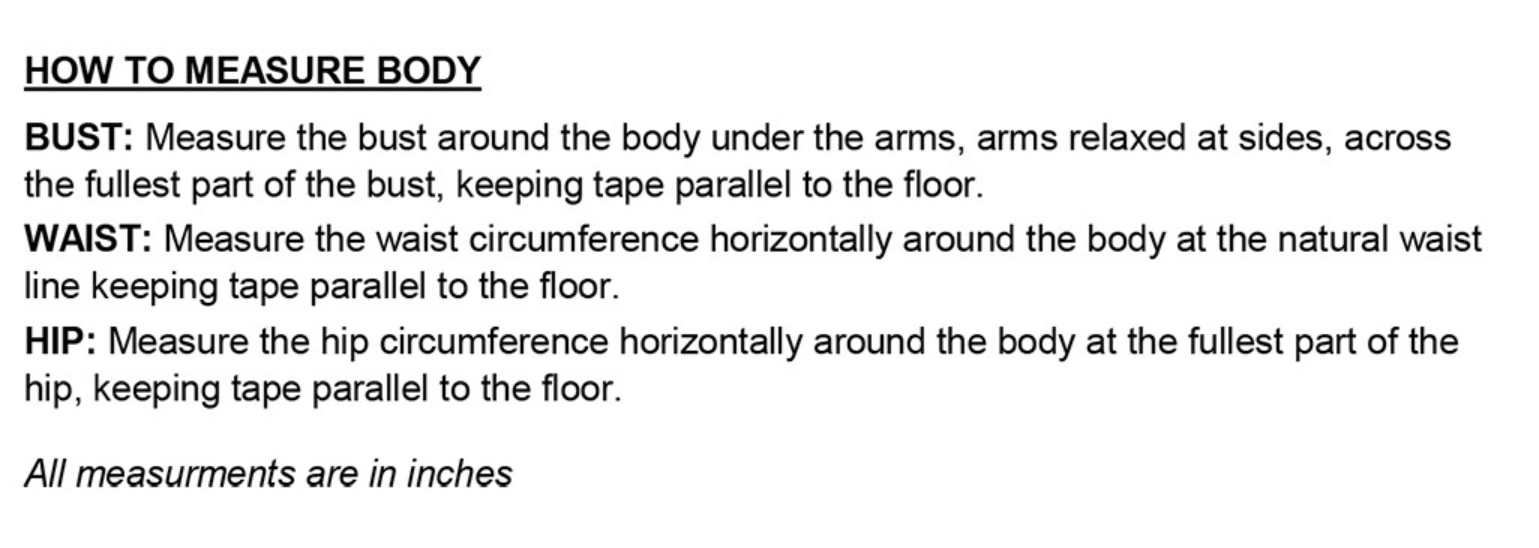 HOW TO MEASURE BODY
BUST: Measure the bust around the body under the arms, arms relaxed at sides, across
the fullest part of the bust, keeping tape parallel to the floor.
WAIST: Measure the waist circumference horizontally around the body at the natural waist
line keeping tape parallel to the floor.
HIP: Measure the hip circumference horizontally around the body at the fullest part of the
hip, keeping tape parallel to the floor.
All measurments are in inches